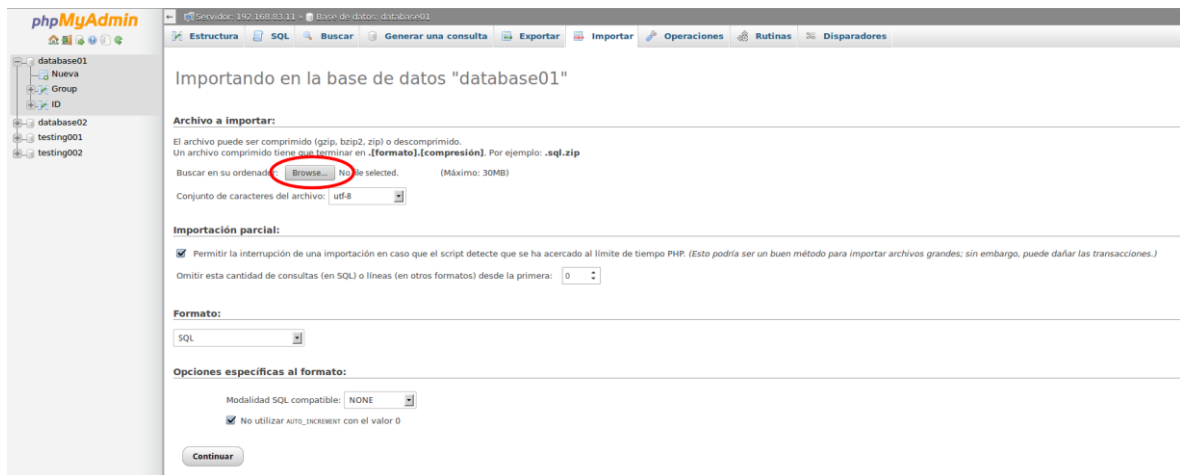 phpMyAdmin
Servidor: 192.168.83.11 » Base de datos: database01
Estructura SQL Buscar Generar una consulta Exportar Importar Operaciones Rutinas Disparadores
database01
Nueva
Group
ID
database02
testing001
testing002
Importando en la base de datos "database01"
Archivo a importar:
El archivo puede ser comprimido (gzip, bzip2, zip) o descomprimido.
Un archivo comprimido tiene que terminar en .[formato].[compresión]. Por ejemplo: .sql.zip
Buscar en su ordenador: Browse... No file selected. (Máximo: 30MB)
Conjunto de caracteres del archivo: utf-8
Importación parcial:
Permitir la interrupción de una importación en caso que el script detecte que se ha acercado al límite de tiempo PHP. (Esto podría ser un buen método para importar archivos grandes; sin embargo, puede dañar las transacciones.)
Omitir esta cantidad de consultas (en SQL) o líneas (en otros formatos) desde la primera: 0
Formato:
SQL
Opciones específicas al formato:
Modalidad SQL compatible: NONE
No utilizar AUTO_INCREMENT con el valor 0
Continuar